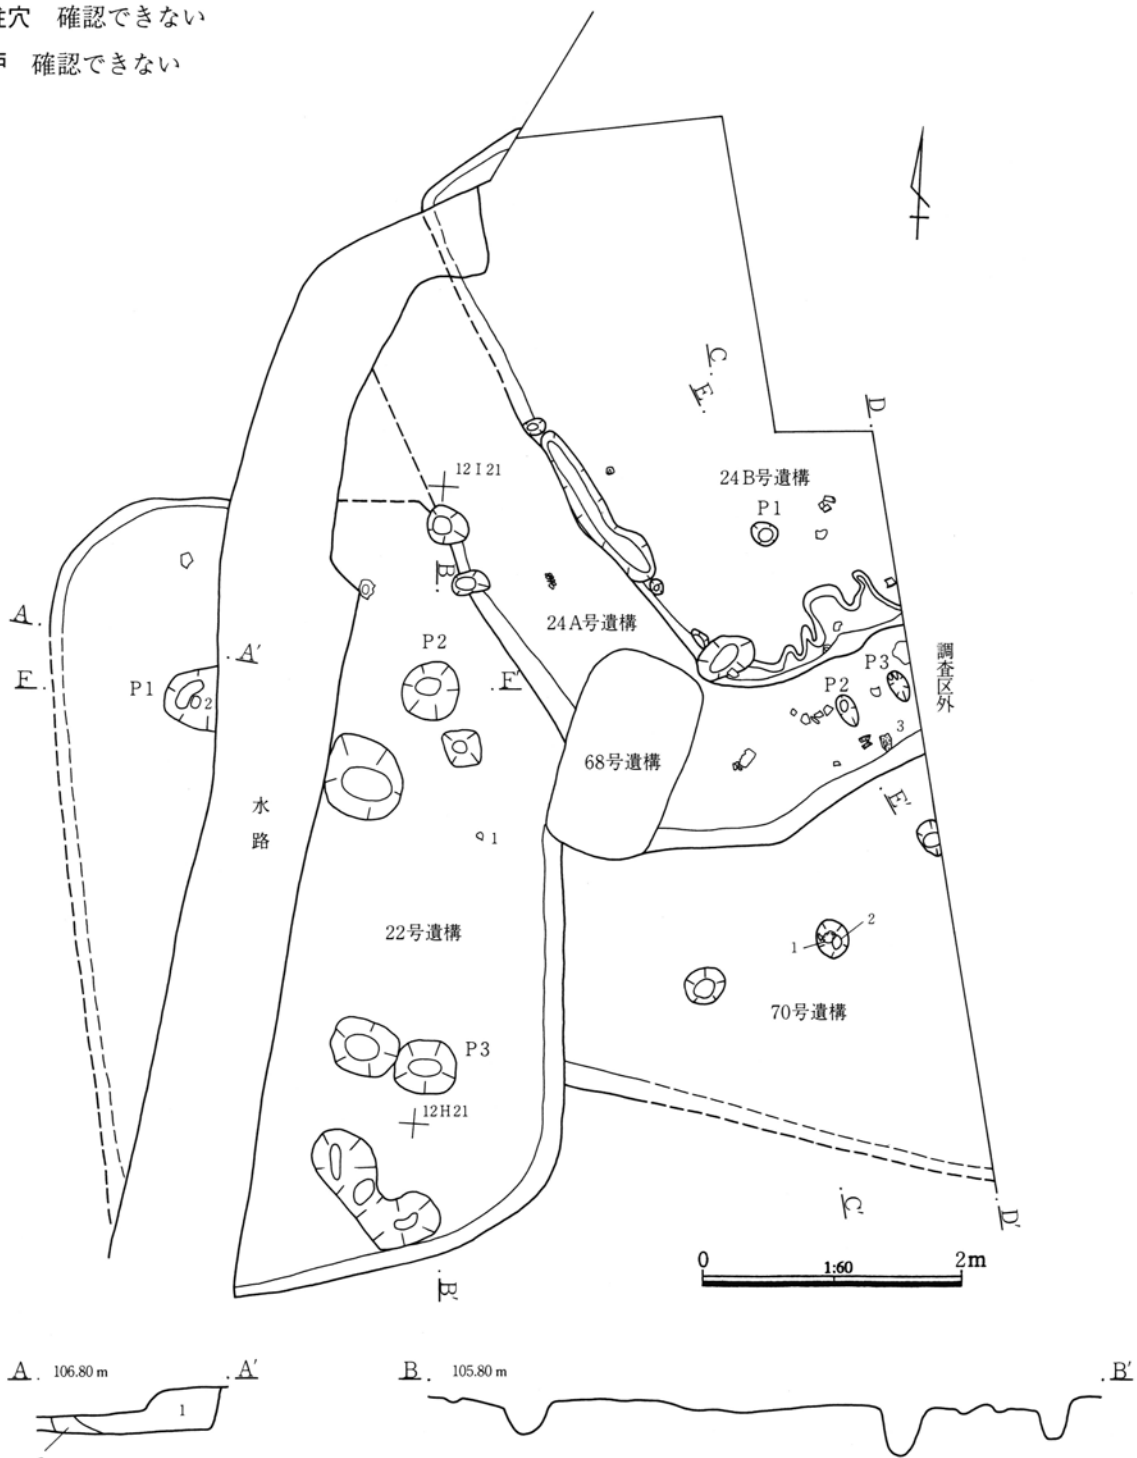 柱穴 確認できない
確認できない
C
E
D
12 I 21
24B号遺構
P1
B
24A号遺構
A
A'
P2
F
F'
P1
2
P3
P2
調査区外
3
68号遺構
E'
水路
1
22号遺構
2
1
70号遺構
P3
12H21
C'
D'
B'
0
1:60
2m
A
106.80 m
A'
B
105.80 m
B'
1